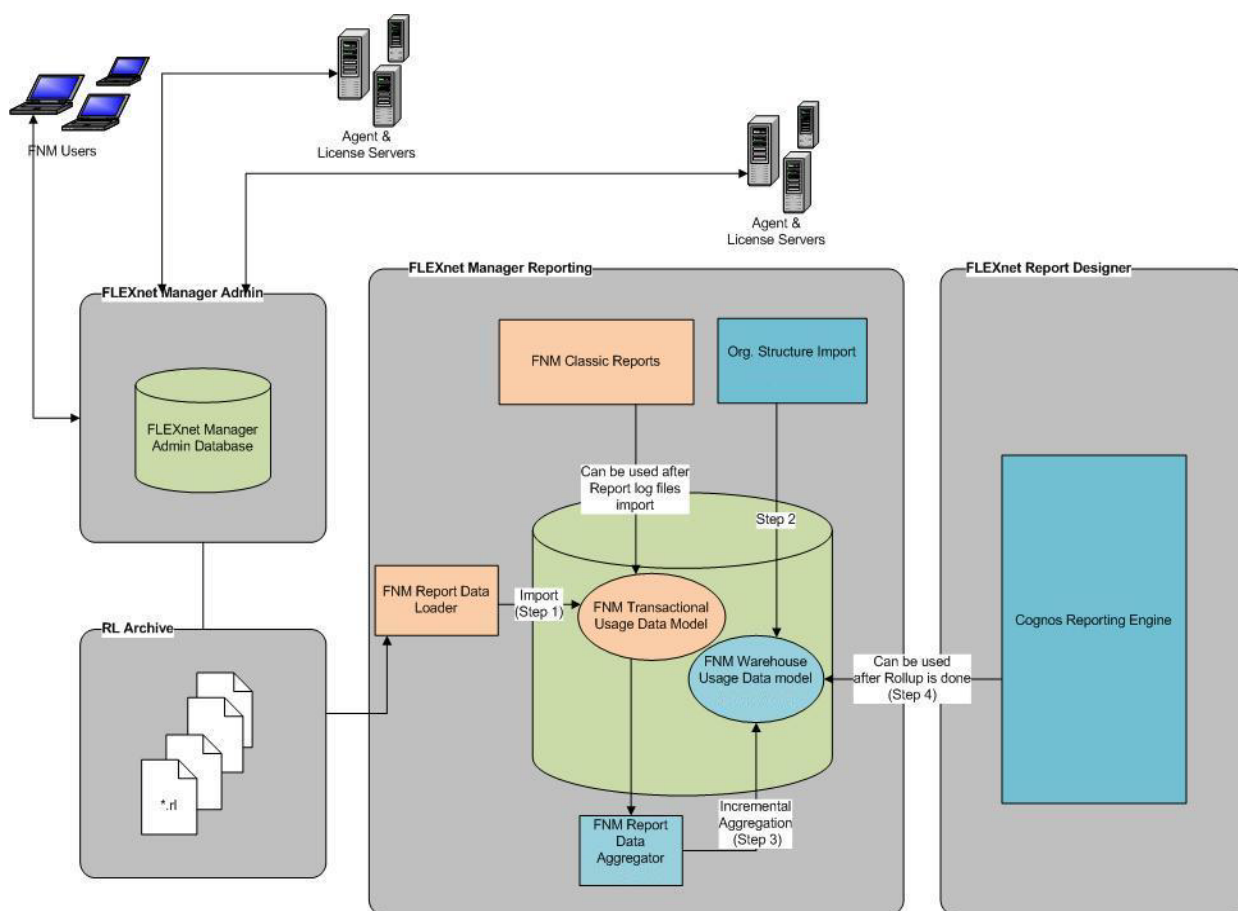 FNM Users
Agent &
License Servers
Agent &
License Servers
FLEXnet Manager Admin
FLEXnet Manager
Admin Database
RL Archive
*.rl
FLEXnet Manager Reporting
FNM Classic Reports
Org. Structure Import
Can be used after
Report log files
import
Step 2
FNM Report Data
Loader
Import
(Step 1)
FNM Transactional
Usage Data Model
FNM Warehouse
Usage Data model
FNM Report
Data
Aggregator
Incremental
Aggregation
(Step 3)
FLEXnet Report Designer
Can be used
after Rollup is done
(Step 4)
Cognos Reporting Engine